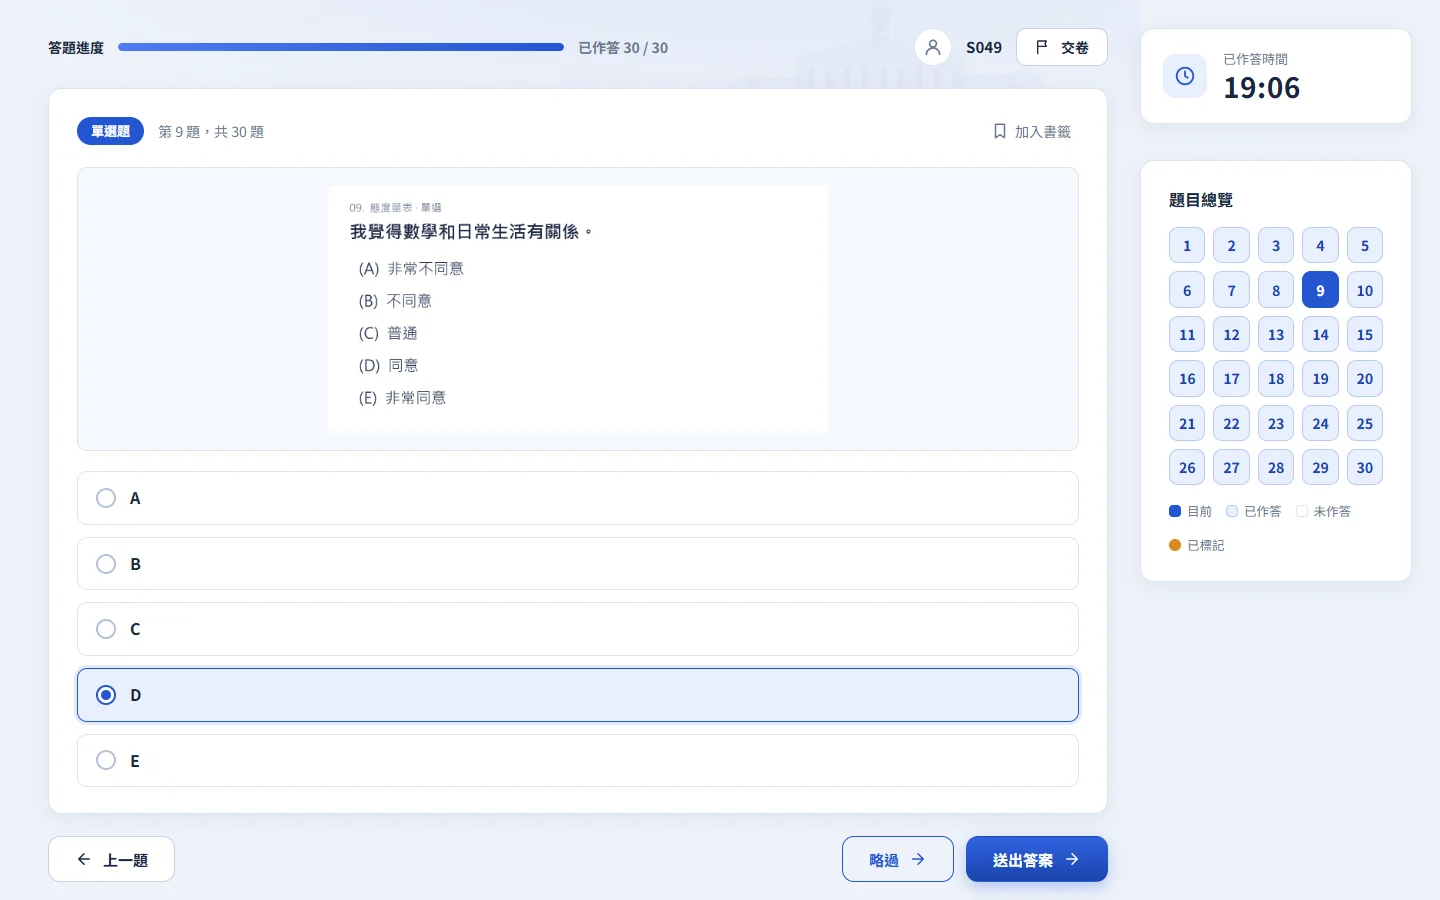 答題進度
已作答 30 / 30
S049
交卷
單選題
第 9 題，共 30 題
加入書籤
09. 態度量表 · 單選
我覺得數學和日常生活有關係。
(A) 非常不同意
(B) 不同意
(C) 普通
(D) 同意
(E) 非常同意
A
B
C
D
E
上一題
略過
送出答案
已作答時間
19:06
題目總覽
1 2 3 4 5
6 7 8 9 10
11 12 13 14 15
16 17 18 19 20
21 22 23 24 25
26 27 28 29 30
目前 已作答 未作答
已標記